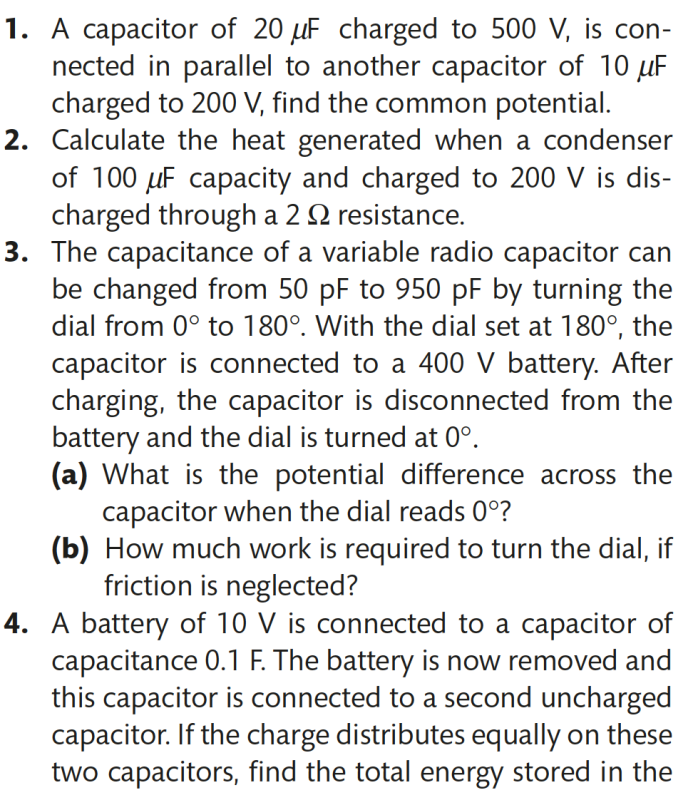 1. A capacitor of 20 μF charged to 500 V, is con-
nected in parallel to another capacitor of 10 μF
charged to 200 V, find the common potential.
2. Calculate the heat generated when a condenser
of 100 μF capacity and charged to 200 V is dis-
charged through a 2 Ω resistance.
3. The capacitance of a variable radio capacitor can
be changed from 50 pF to 950 pF by turning the
dial from 0° to 180°. With the dial set at 180°, the
capacitor is connected to a 400 V battery. After
charging, the capacitor is disconnected from the
battery and the dial is turned at 0°.
(a) What is the potential difference across the
capacitor when the dial reads 0°?
(b) How much work is required to turn the dial, if
friction is neglected?
4. A battery of 10 V is connected to a capacitor of
capacitance 0.1 F. The battery is now removed and
this capacitor is connected to a second uncharged
capacitor. If the charge distributes equally on these
two capacitors, find the total energy stored in the